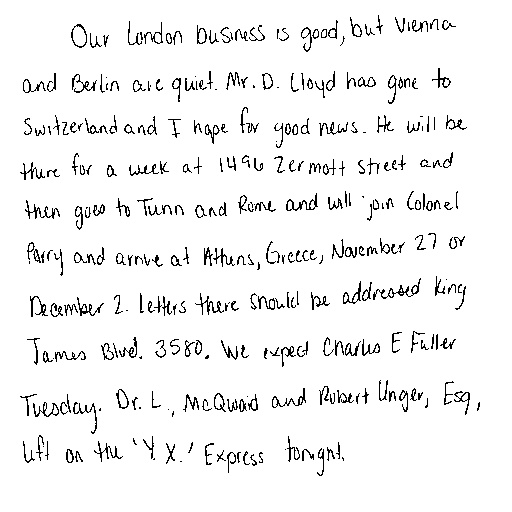 Our London business is good, but Vienna
and Berlin are quiet. Mr. D. Lloyd has gone to
Switzerland and I hope for good news. He will be
there for a week at 1496 Zermott street and
then goes to Turin and Rome and will join Colonel
Parry and arrive at Athens, Greece, November 27 or
December 2. Letters there should be addressed King
James Blvd. 3580. We expect Charles E Fuller
Tuesday. Dr. L., McQuaid and Robert Unger, Esq,
left on the 'Y. X.' Express tonight.